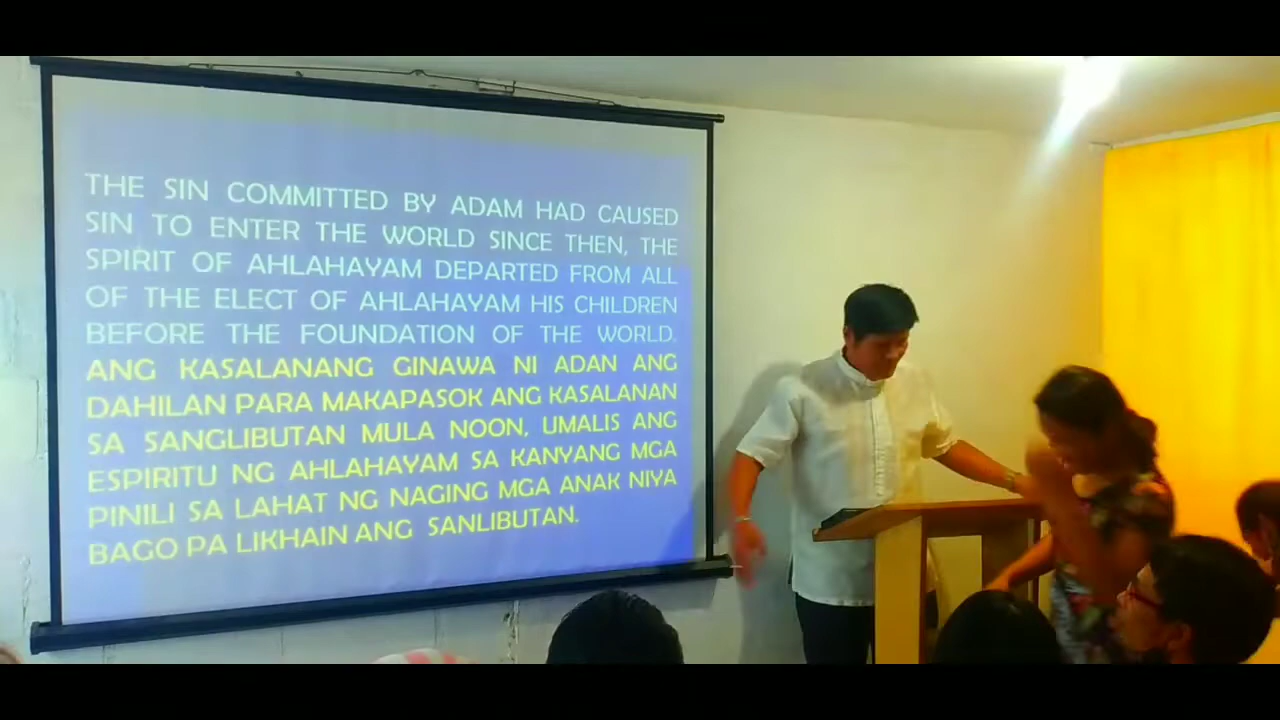 THE SIN COMMITTED BY ADAM HAD CAUSED
SIN TO ENTER THE WORLD SINCE THEN, THE
SPIRIT OF AHLAHAYAM DEPARTED FROM ALL
OF THE ELECT OF AHLAHAYAM HIS CHILDREN
BEFORE THE FOUNDATION OF THE WORLD.
ANG KASALANANG GINAWA NI ADAN ANG
DAHILAN PARA MAKAPASOK ANG KASALANAN
SA SANGLIBUTAN MULA NOON, UMALIS ANG
ESPIRITU NG AHLAHAYAM SA KANYANG MGA
PINILI SA LAHAT NG NAGING MGA ANAK NIYA
BAGO PA LIKHAIN ANG SANLIBUTAN.